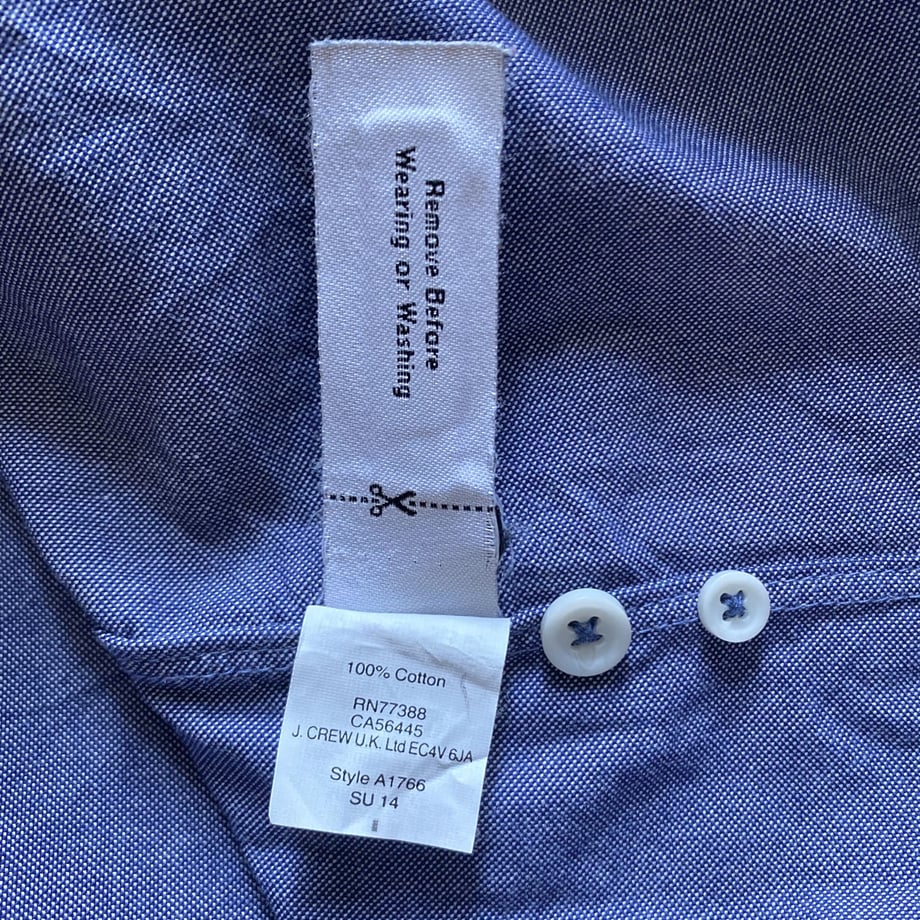 Remove Before
Wearing or Washing
100% Cotton
RN77388
CA56445
J. CREW U.K. Ltd EC4V 6JA
Style A1766
SU 14